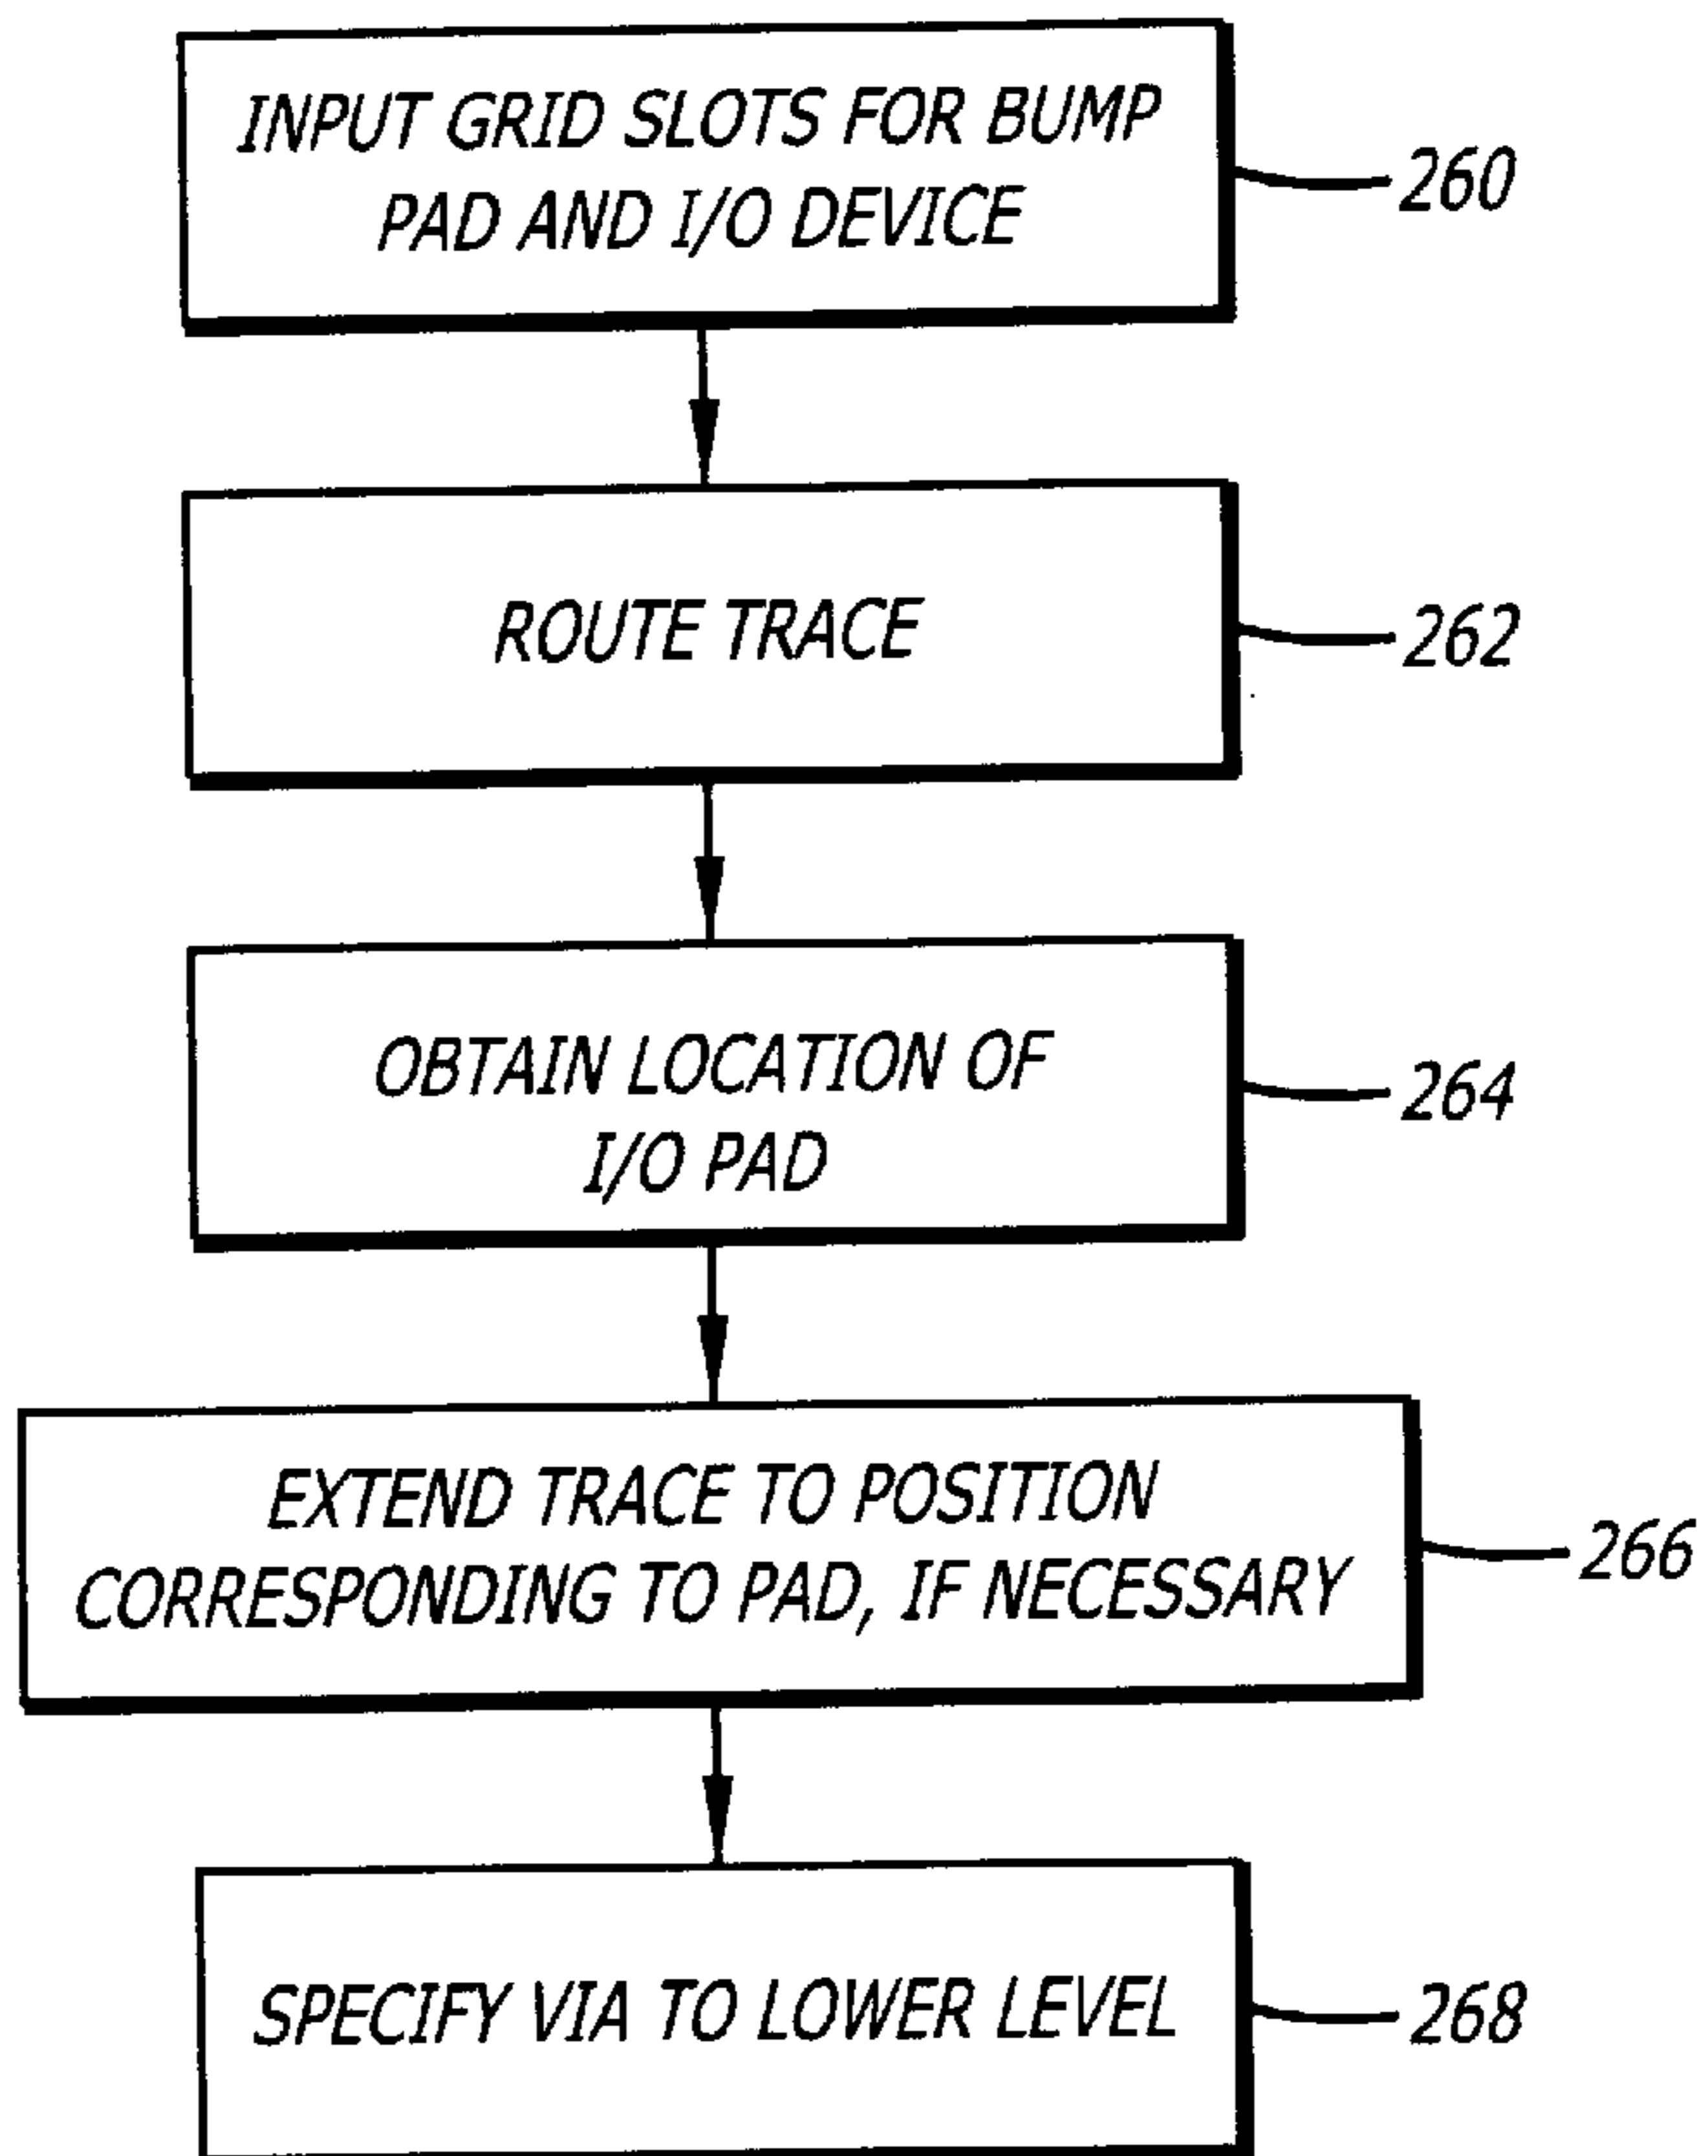 INPUT GRID SLOTS FOR BUMP
PAD AND I/O DEVICE
260
ROUTE TRACE
262
OBTAIN LOCATION OF
I/O PAD
264
EXTEND TRACE TO POSITION
CORRESPONDING TO PAD, IF NECESSARY
266
SPECIFY VIA TO LOWER LEVEL
268